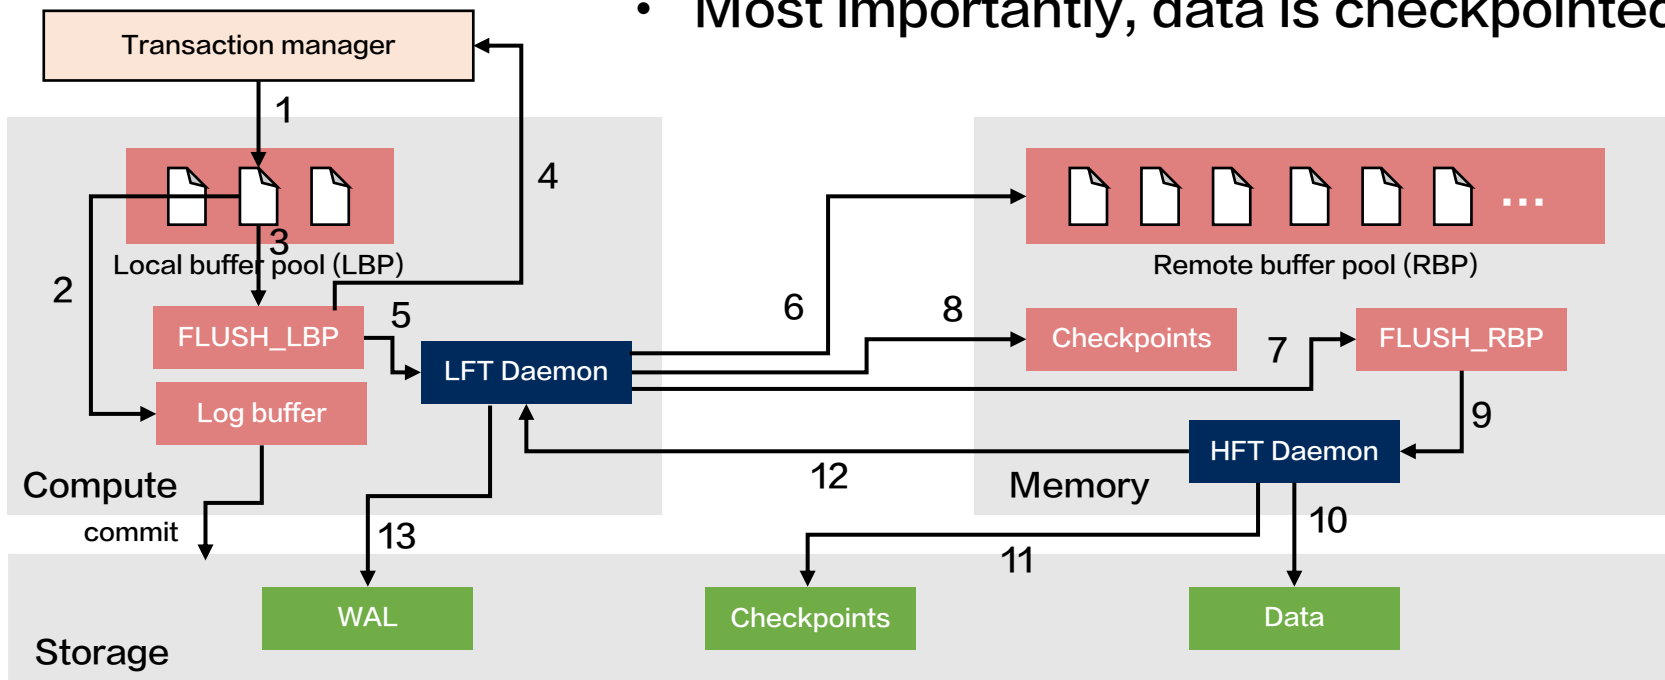 • Most importantly, data is checkpointed
Transaction manager
1
4
3
Local buffer pool (LBP)
2
FLUSH_LBP
5
LFT Daemon
Log buffer
Compute
commit
6
8
7
...
Remote buffer pool (RBP)
Checkpoints
FLUSH_RBP
9
HFT Daemon
Memory
12
13
11
10
WAL
Checkpoints
Data
Storage